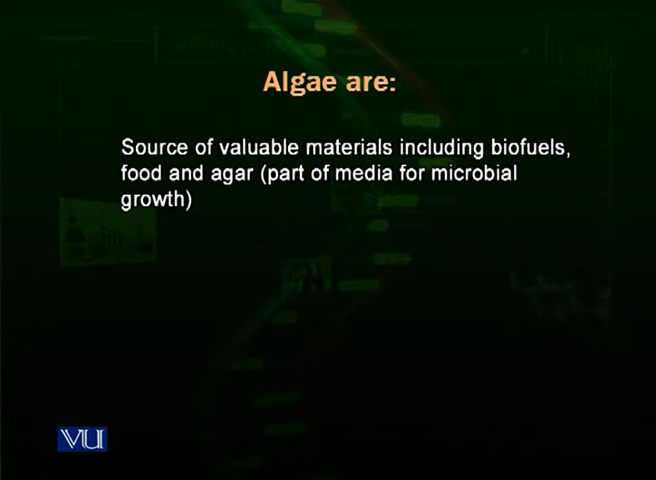 Algae are:
Source of valuable materials including biofuels,
food and agar (part of media for microbial
growth)
VU